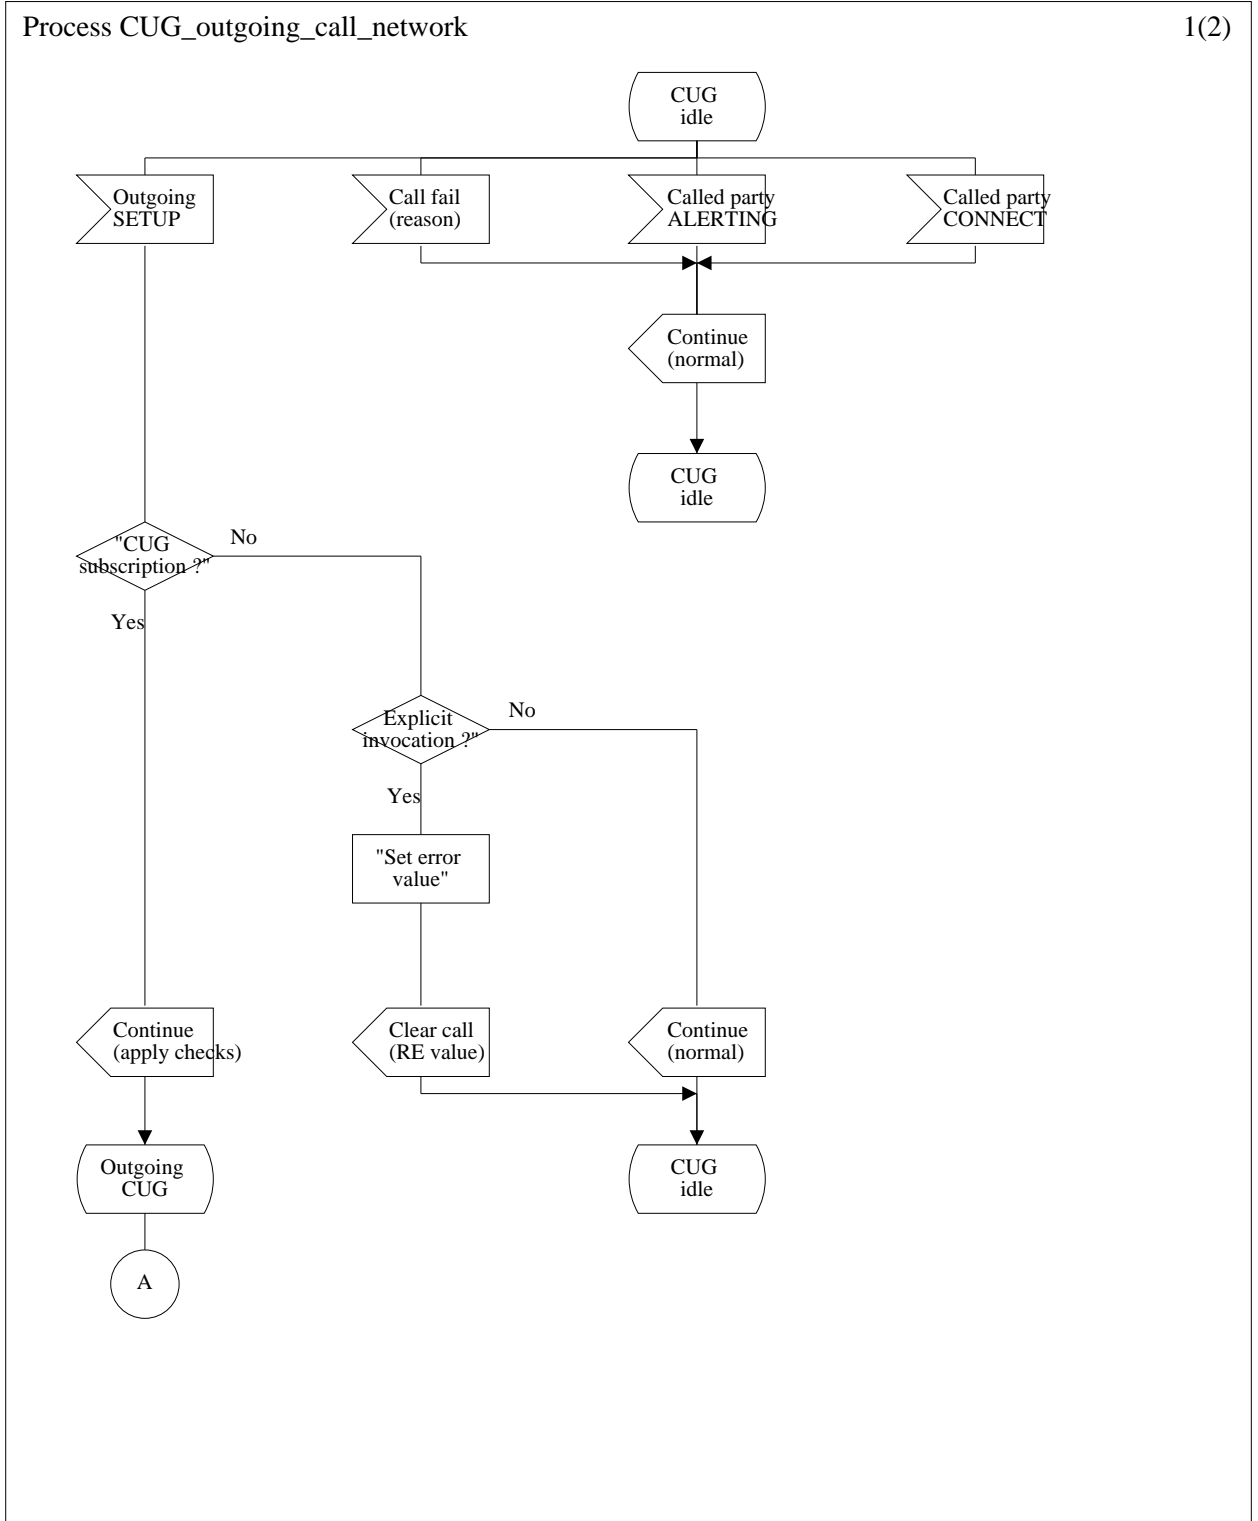 Process CUG_outgoing_call_network
1(2)
CUG
idle
Outgoing
SETUP
Call fail
(reason)
Called party
ALERTING
Called party
CONNECT
Continue
(normal)
CUG
idle
"CUG
subscription ?"
No
Yes
Explicit
invocation ?"
No
Yes
"Set error
value"
Continue
(apply checks)
Clear call
(RE value)
Continue
(normal)
Outgoing
CUG
CUG
idle
A